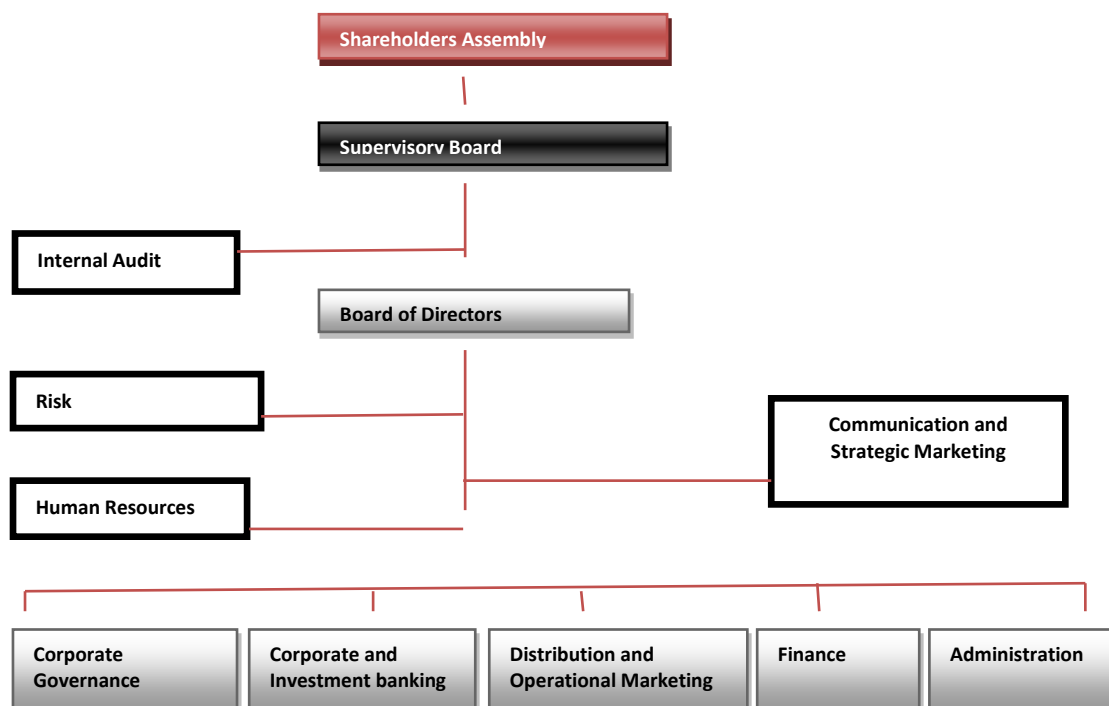 Shareholders Assembly
Supervisory Board
Internal Audit
Board of Directors
Risk
Communication and
Strategic Marketing
Human Resources
Corporate
Governance
Corporate and
Investment banking
Distribution and
Operational Marketing
Finance
Administration